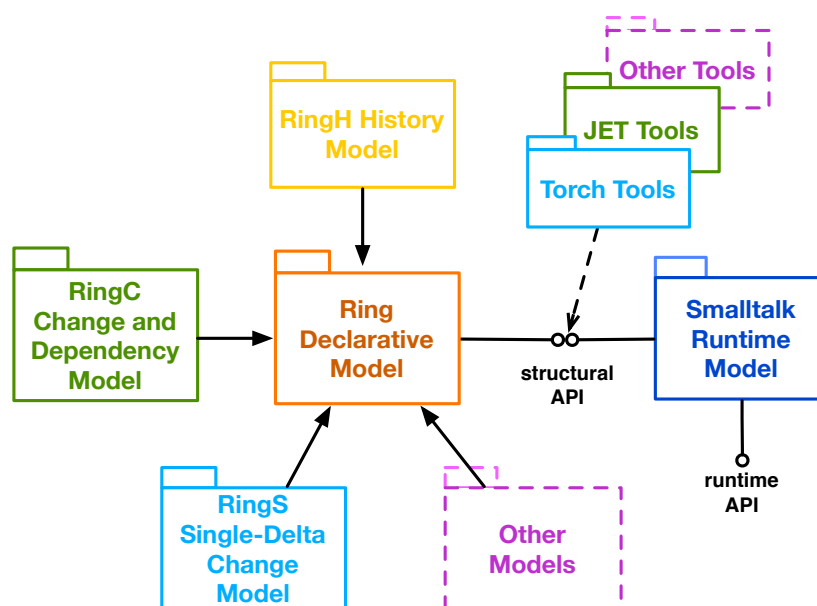 Other Tools
JET Tools
Torch Tools
RingH History
Model
RingC
Change and
Dependency
Model
Ring
Declarative
Model
structural
API
Smalltalk
Runtime
Model
runtime
API
RingS
Single-Delta
Change
Model
Other
Models